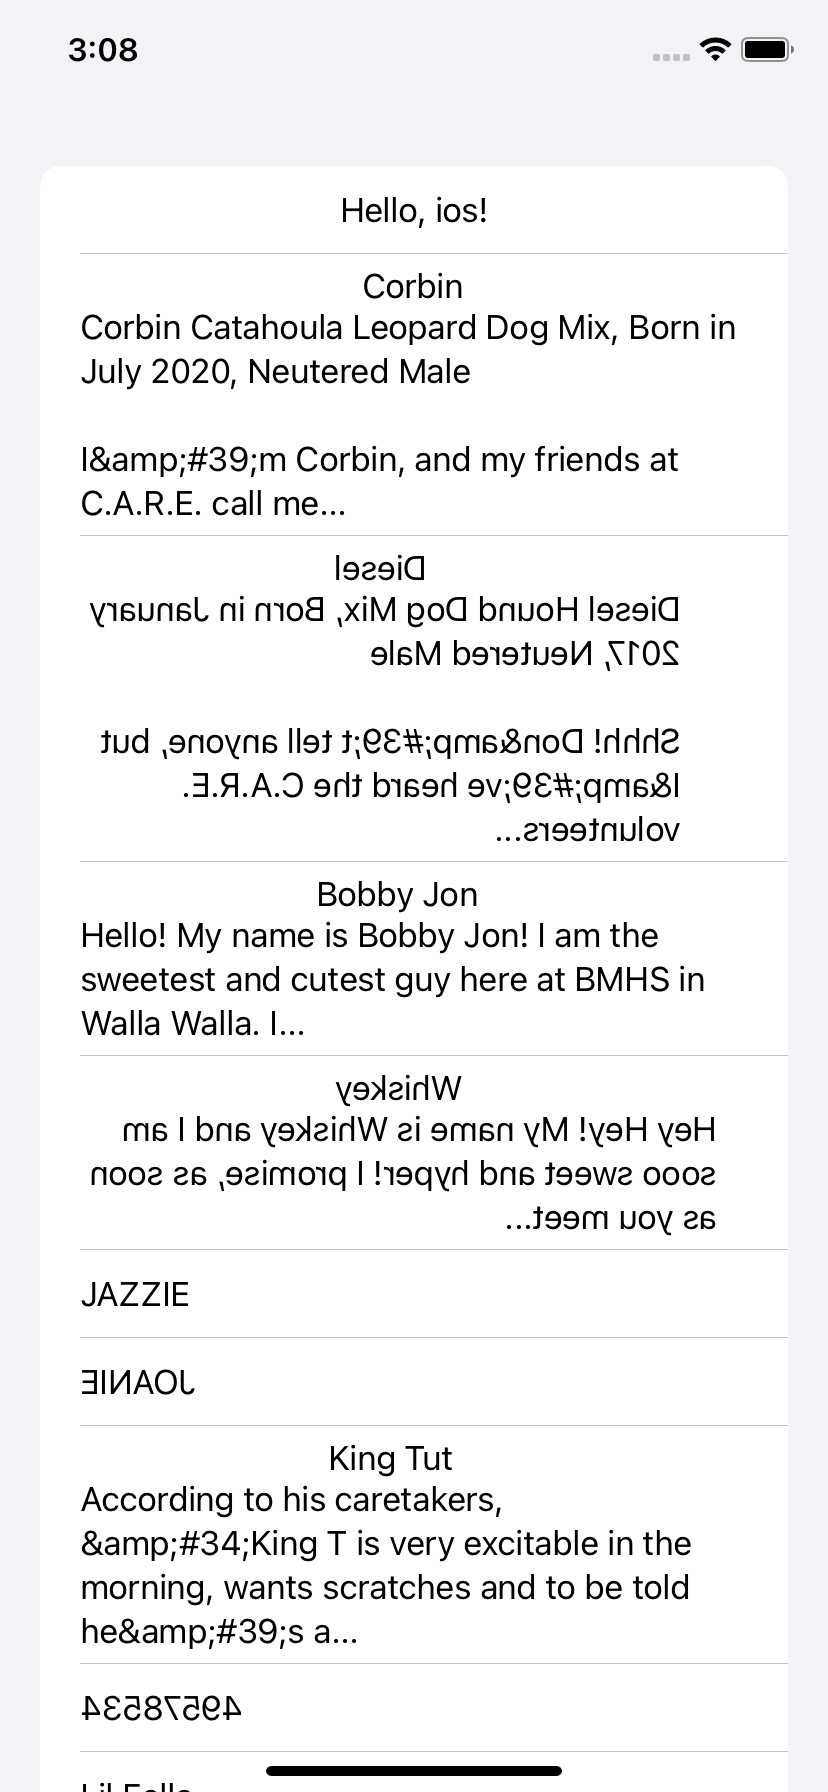 3:08
Hello, ios!
Corbin
Corbin Catahoula Leopard Dog Mix, Born in
July 2020, Neutered Male
I&amp;#39;m Corbin, and my friends at
C.A.R.E. call me...
Diesel
Diesel Hound Dog Mix, Born in January
2017, Neutered Male
Shhh! Don&amp;#39;t tell anyone, but
I&amp;#39;ve heard the C.A.R.E.
volunteers...
Bobby Jon
Hello! My name is Bobby Jon! I am the
sweetest and cutest guy here at BMHS in
Walla Walla. I...
Whiskey
Hey Hey! My name is Whiskey and I am
sooo sweet and hyper! I promise, as soon
as you meet...
JAZZIE
JOANIE
King Tut
According to his caretakers,
&amp;#34;King T is very excitable in the
morning, wants scratches and to be told
he&amp;#39;s a...
49578534